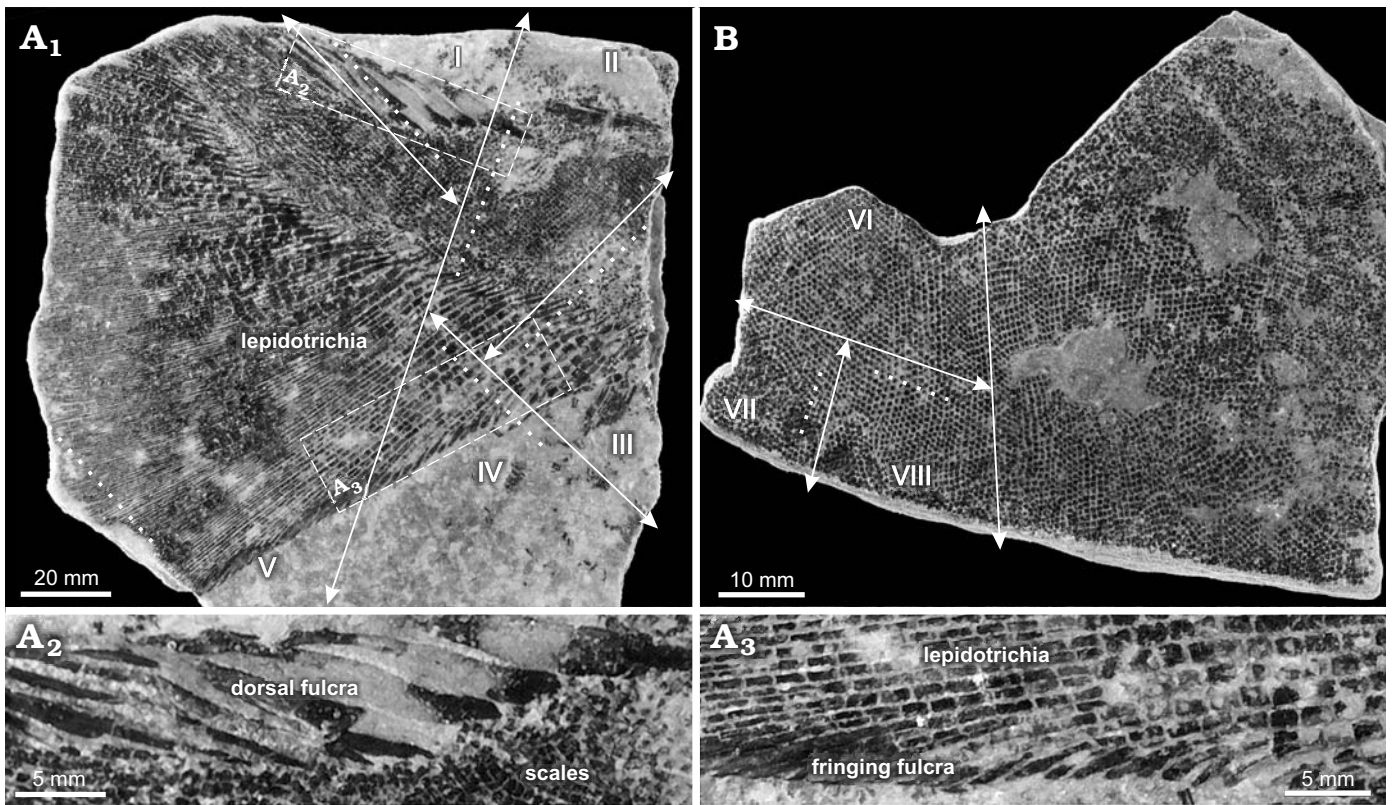 A1
I
II
A2
lepidotrichia
III
IV
A3
V
20 mm
B
VI
VII
VIII
10 mm
A2
dorsal fulcra
scales
5 mm
A3
lepidotrichia
fringing fulcra
5 mm